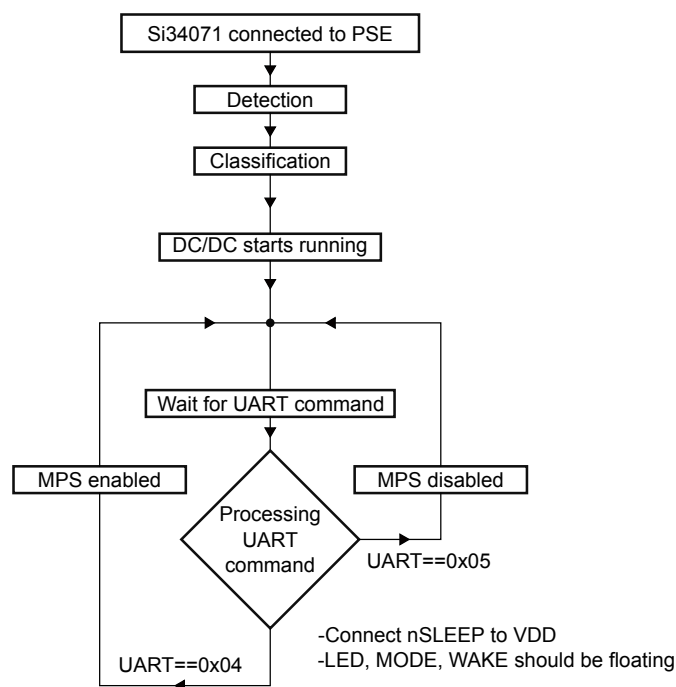 Si34071 connected to PSE
Detection
Classification
DC/DC starts running
Wait for UART command
MPS enabled
MPS disabled
Processing
UART
command
UART==0x05
UART==0x04
-Connect nSLEEP to VDD
-LED, MODE, WAKE should be floating